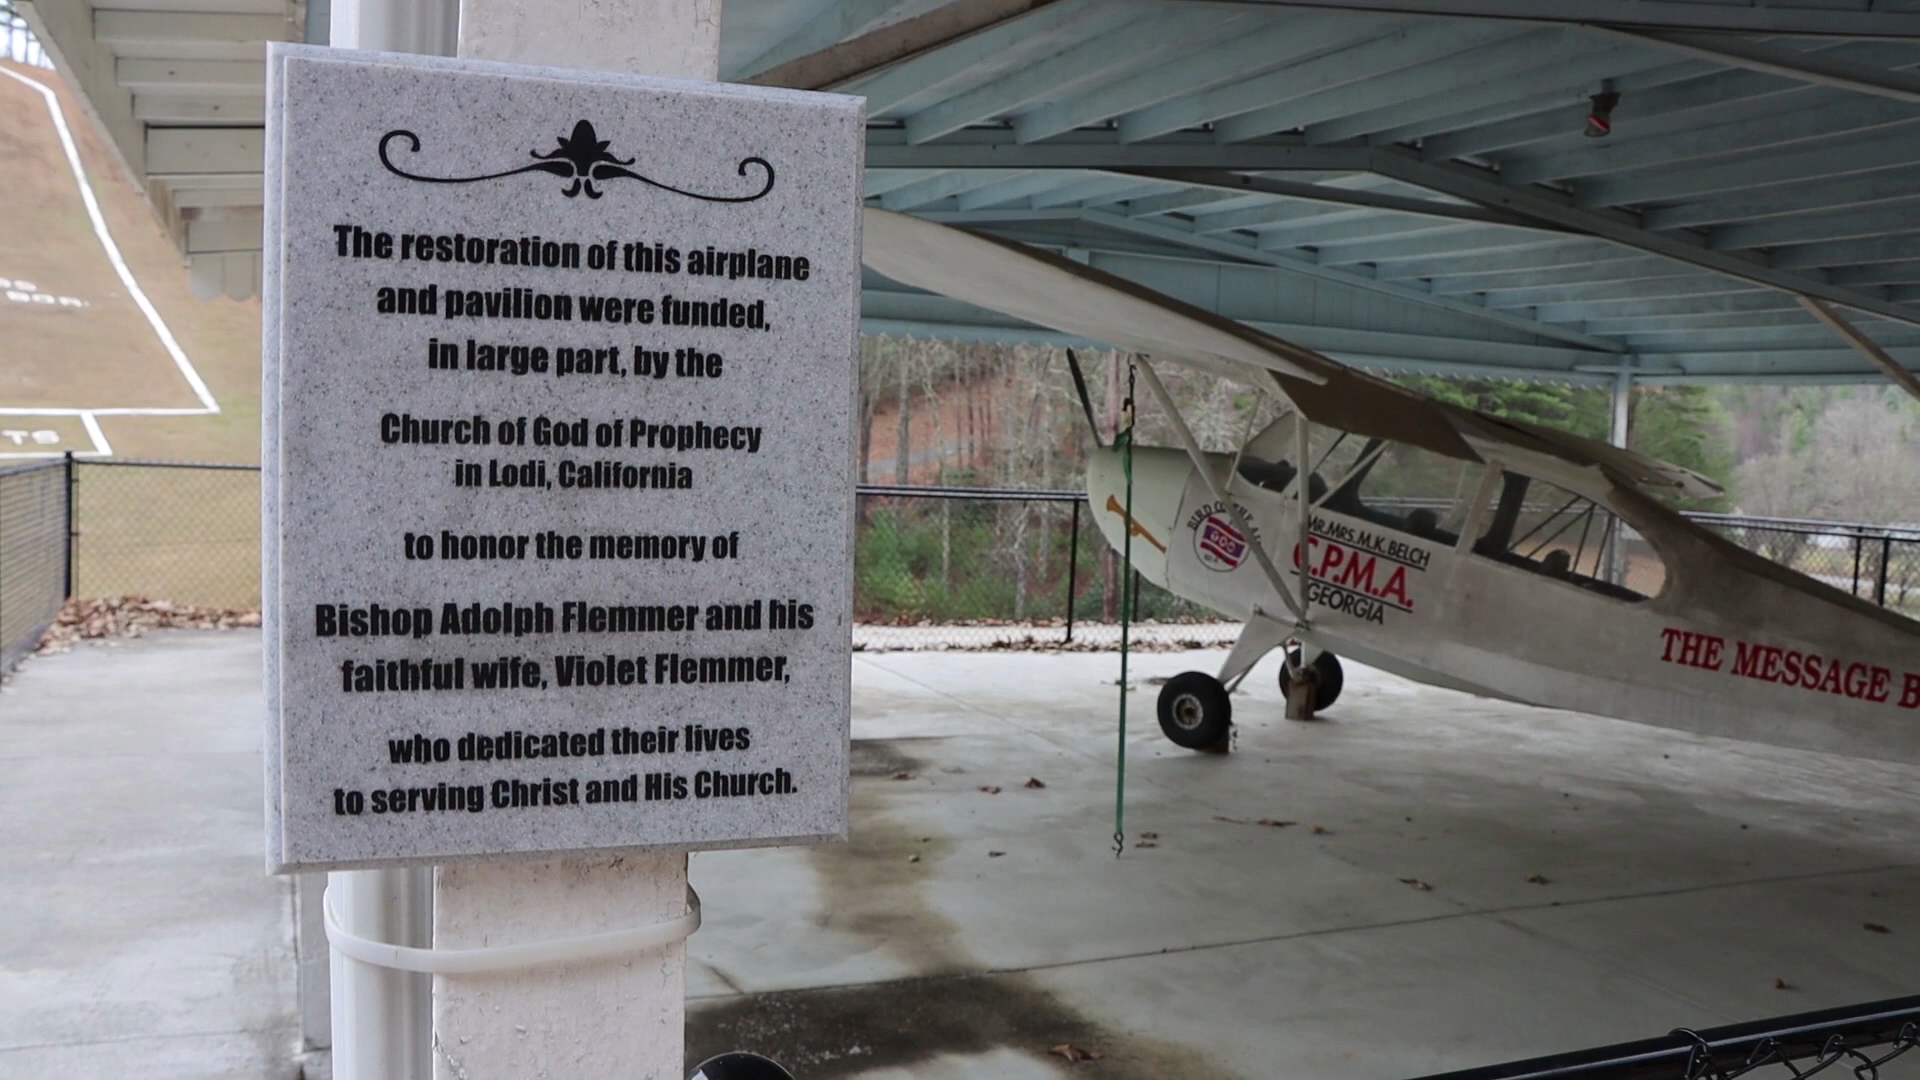 The restoration of this airplane
and pavilion were funded,
in large part, by the
Church of God of Prophecy
in Lodi, California
to honor the memory of
Bishop Adolph Flemmer and his
faithful wife, Violet Flemmer,
who dedicated their lives
to serving Christ and His Church.
MR. MRS. M.K. BELCH
C.P.M.A.
GEORGIA
THE MESSAGE B
TS